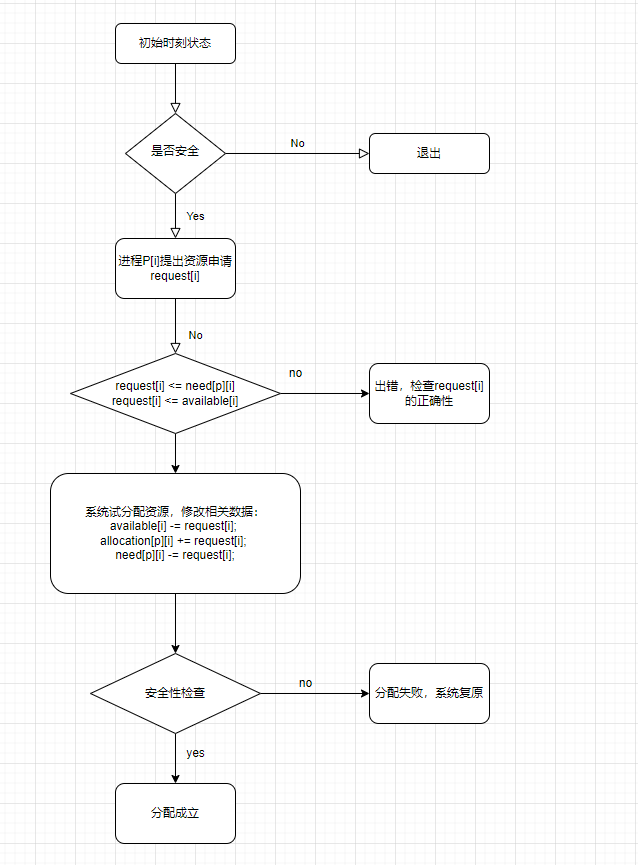 初始时刻状态
是否安全
No
退出
Yes
进程P[i]提出资源申请
request[i]
No
request[i] <= need[p][i]
request[i] <= available[i]
no
出错，检查request[i]
的正确性
系统试分配资源，修改相关数据：
available[i] -= request[i];
allocation[p][i] += request[i];
need[p][i] -= request[i];
安全性检查
no
分配失败，系统复原
yes
分配成立